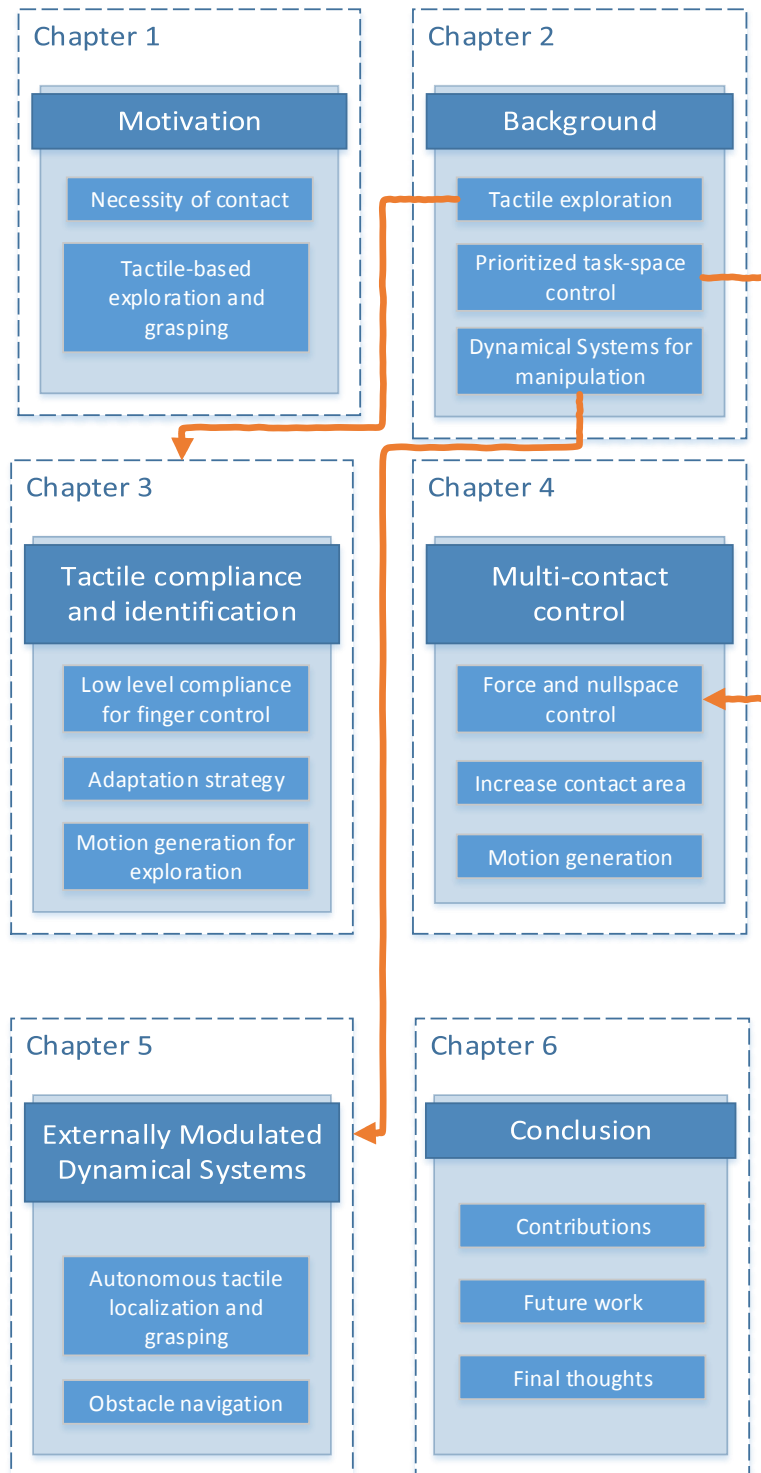 Chapter 1
Motivation
Necessity of contact
Tactile-based
exploration and
grasping
Chapter 2
Background
Tactile exploration
Prioritized task-space
control
Dynamical Systems for
manipulation
Chapter 3
Tactile compliance
and identification
Low level compliance
for finger control
Adaptation strategy
Motion generation for
exploration
Chapter 4
Multi-contact
control
Force and nullspace
control
Increase contact area
Motion generation
Chapter 5
Externally Modulated
Dynamical Systems
Autonomous tactile
localization and
grasping
Obstacle navigation
Chapter 6
Conclusion
Contributions
Future work
Final thoughts